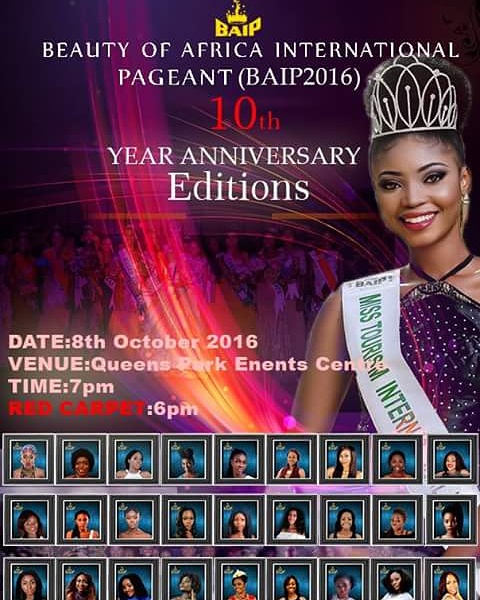 BAIP
BEAUTY OF AFRICA INTERNATIONAL
PAGEANT (BAIP2016)
10th
YEAR ANNIVERSARY
Editions
BAIP
MISS TOURISM INTERN
DATE:8th October 2016
VENUE:Queens Park Enents Centre
TIME:7pm
RED CARPET:6pm